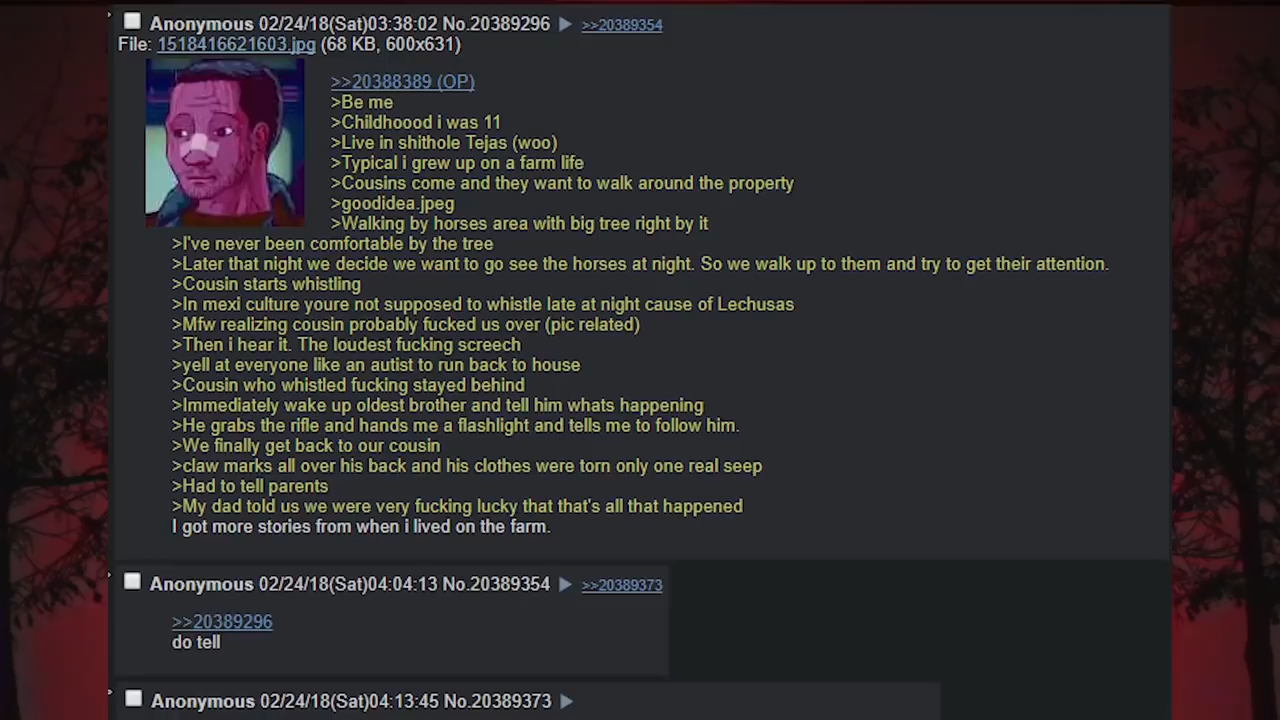 Anonymous 02/24/18(Sat)03:38:02 No.20389296 ▶ >>20389354
File: 1518416621603.jpg (68 KB, 600x631)
>>20388389 (OP)
>Be me
>Childhoood i was 11
>Live in shithole Tejas (woo)
>Typical i grew up on a farm life
>Cousins come and they want to walk around the property
>goodidea.jpeg
>Walking by horses area with big tree right by it
>I've never been comfortable by the tree
>Later that night we decide we want to go see the horses at night. So we walk up to them and try to get their attention.
>Cousin starts whistling
>In mexi culture youre not supposed to whistle late at night cause of Lechusas
>Mfw realizing cousin probably fucked us over (pic related)
>Then i hear it. The loudest fucking screech
>yell at everyone like an autist to run back to house
>Cousin who whistled fucking stayed behind
>Immediately wake up oldest brother and tell him whats happening
>He grabs the rifle and hands me a flashlight and tells me to follow him.
>We finally get back to our cousin
>claw marks all over his back and his clothes were torn only one real seep
>Had to tell parents
>My dad told us we were very fucking lucky that that's all that happened
I got more stories from when i lived on the farm.
Anonymous 02/24/18(Sat)04:04:13 No.20389354 ▶ >>20389373
>>20389296
do tell
Anonymous 02/24/18(Sat)04:13:45 No.20389373 ▶